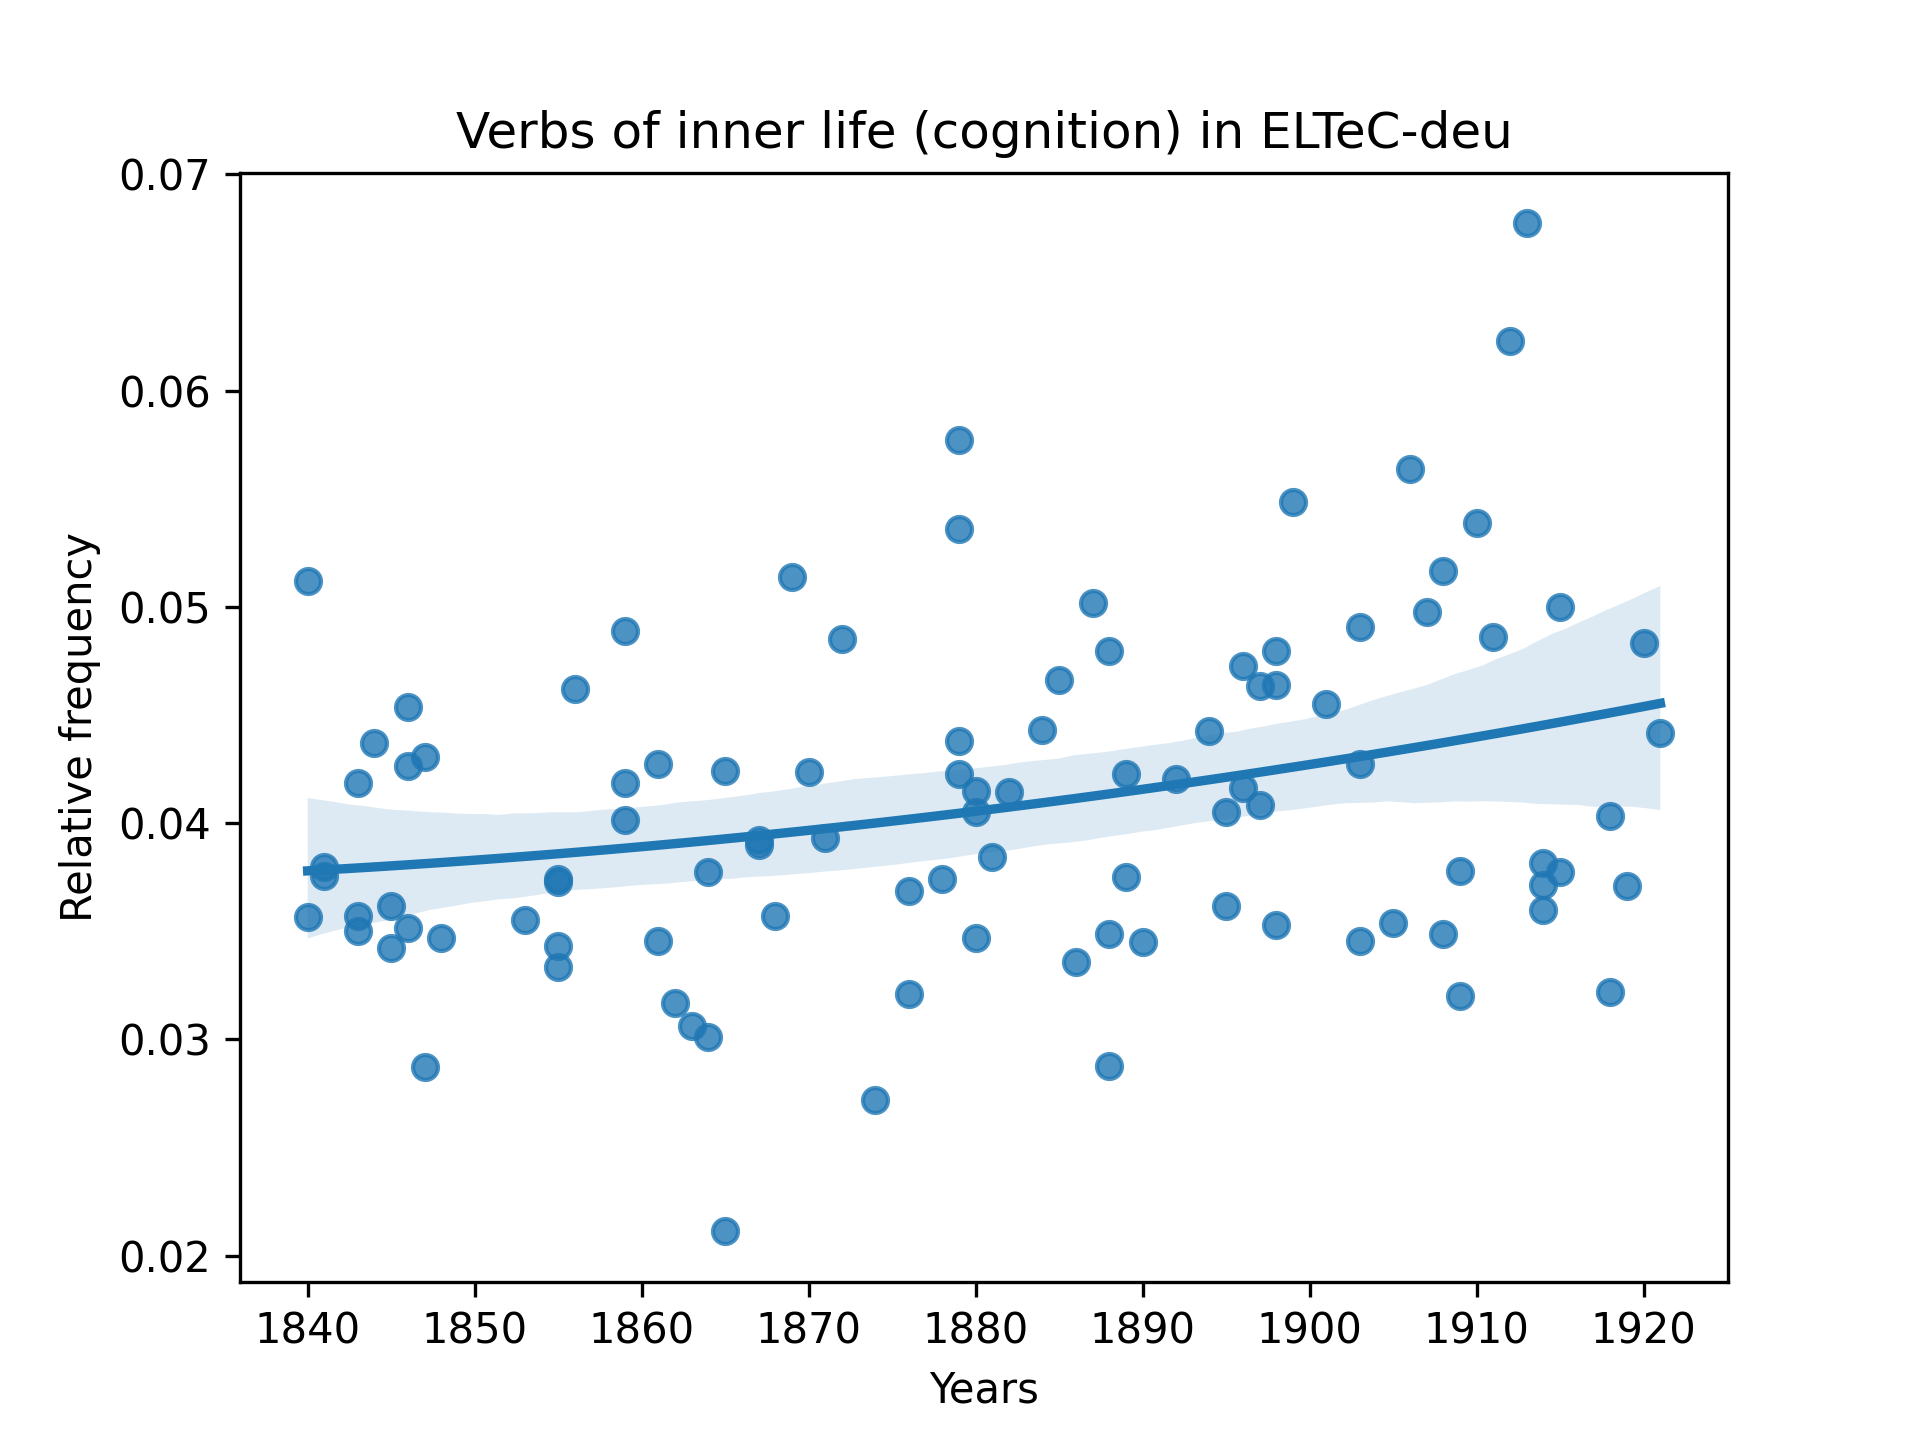 Verbs of inner life (cognition) in ELTeC-deu
0.07
0.06
0.05
0.04
0.03
0.02
Relative frequency
1840 1850 1860 1870 1880 1890 1900 1910 1920
Years